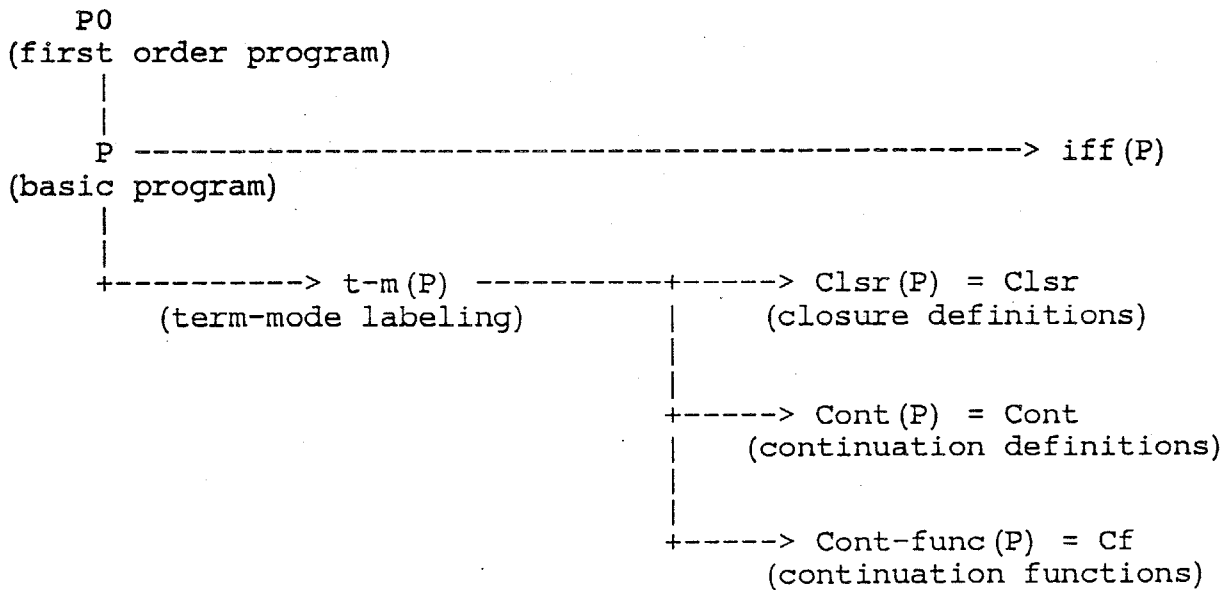 P0
(first order program)
P -----------------------------------------------> iff(P)
(basic program)
+----------> t-m(P) ----------+-----> Clsr(P) = Clsr
(term-mode labeling) (closure definitions)
+-----> Cont(P) = Cont
(continuation definitions)
+-----> Cont-func(P) = Cf
(continuation functions)